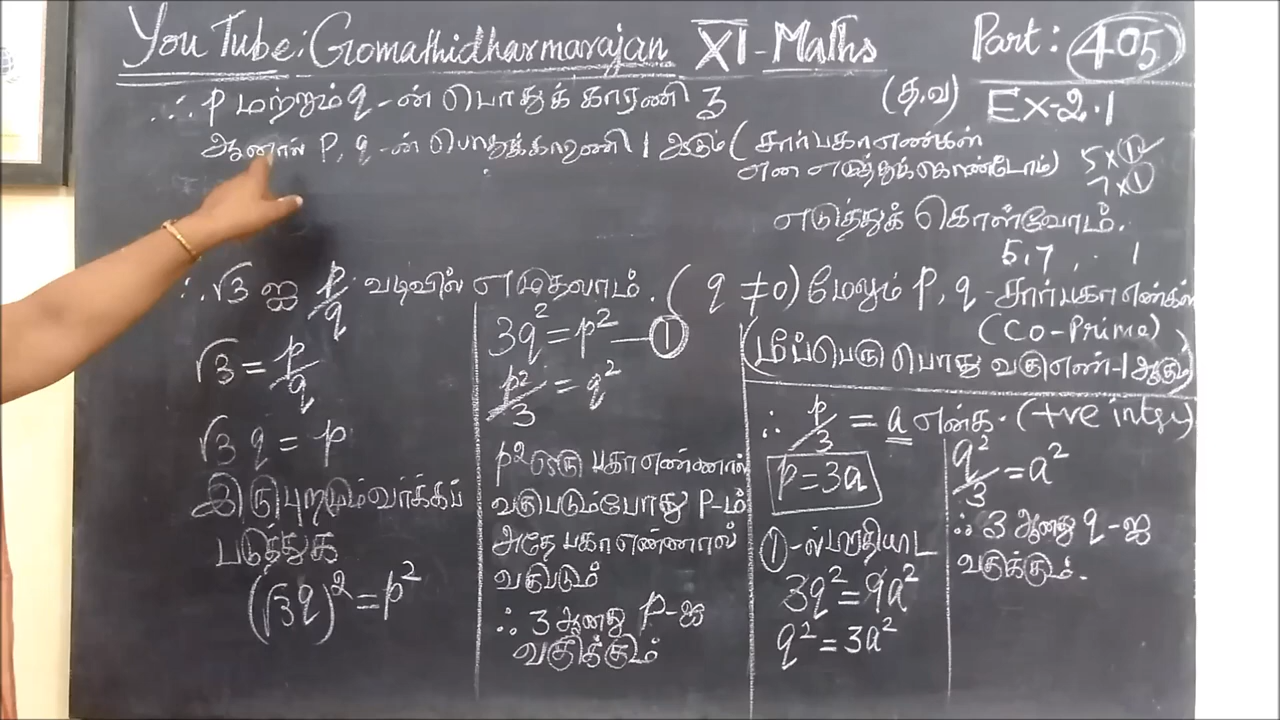 YouTube: Gomathidharmarajan XI - Maths Part: 405
∴ p மற்றும் q -ன் பொதுக் காரணி 3 (த.வ) Ex-2.1
ஆனால் P, q -ன் பொதுக்காரணி 1 ஆகும் (சார்பகா எண்கள்
என எடுத்துக்கொண்டோம்)
5 × 1
7 × 1
எடுத்துக் கொள்வோம்.
5, 7 , . 1
∴ √3 ஐ p/q வடிவில் எழுதலாம். ( q ≠ 0) மேலும் P, q - சார்பகா எண்கள்
(Co-Prime)
(மீப்பெரு பொது வகுஎண்-1 ஆகும்)
√3 = p/q
√3 q = p
இருபுறமும் வர்க்கப்
படுத்துக
(√3q)² = p²
3q² = p² — 1
p²/3 = q²
p² ஒரு பகா எண்ணால்
வகுபடும்போது P-ம்
அதே பகா எண்ணால்
வகுபடும்
∴ 3 ஆனது P-ஐ
வகுக்கும்
∴ p/3 = a என்க. (+ve intgr)
p = 3a
1 -ல் பிரதியிட
3q² = 9a²
q² = 3a²
q²/3 = a²
∴ 3 ஆனது q -ஐ
வகுக்கும்.